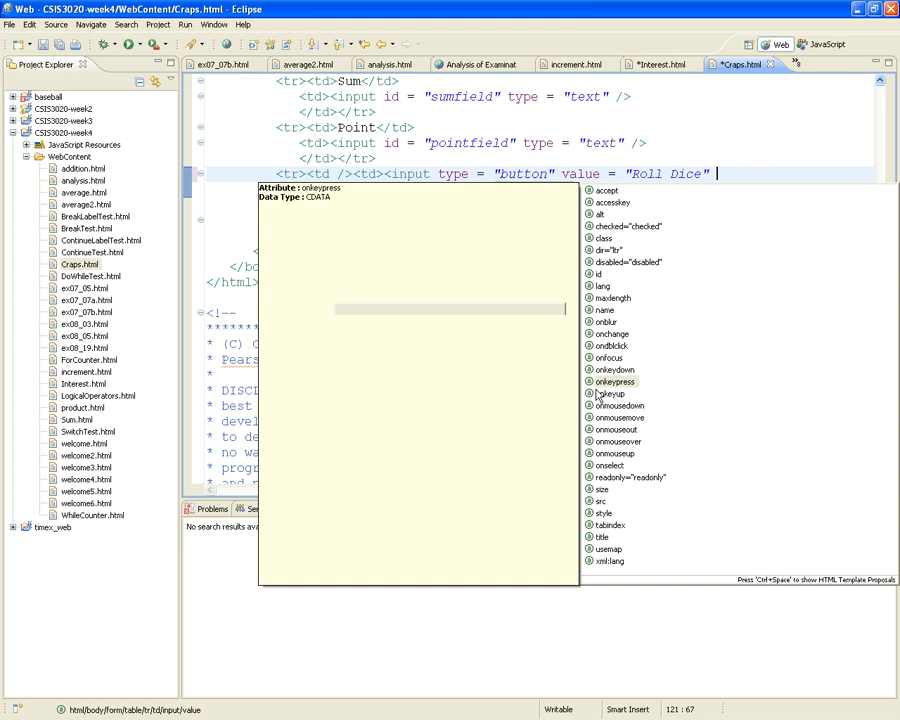 Web - CSIS3020-week4/WebContent/Craps.html - Eclipse
File Edit Source Navigate Search Project Run Window Help
Web JavaScript
Project Explorer
ex07_07b.html average2.html analysis.html Analysis of Examinat increment.html *Interest.html *Craps.html »8
baseball
CSIS3020-week2
CSIS3020-week3
CSIS3020-week4
JavaScript Resources
WebContent
addition.html
analysis.html
average.html
average2.html
BreakLabelTest.html
BreakTest.html
ContinueLabelTest.html
ContinueTest.html
Craps.html
DoWhileTest.html
ex07_05.html
ex07_07a.html
ex07_07b.html
ex08_03.html
ex08_05.html
ex08_19.html
ForCounter.html
increment.html
Interest.html
LogicalOperators.html
product.html
Sum.html
SwitchTest.html
welcome.html
welcome2.html
welcome3.html
welcome4.html
welcome5.html
welcome6.html
WhileCounter.html
timex_web
<tr><td>Sum</td>
<td><input id = "sumfield" type = "text" />
</td></tr>
<tr><td>Point</td>
<td><input id = "pointfield" type = "text" />
</td></tr>
<tr><td /><td><input type = "button" value = "Roll Dice"
<
</bo
</html>
<!--
* (C) C
* Pears
*
* DISCL
* best
* devel
* to de
* no wa
* progr
* and
Attribute : onkeypress
Data Type : CDATA
accept
accesskey
alt
checked="checked"
class
dir="ltr"
disabled="disabled"
id
lang
maxlength
name
onblur
onchange
ondblclick
onfocus
onkeydown
onkeypress
onkeyup
onmousedown
onmousemove
onmouseout
onmouseover
onmouseup
onselect
readonly="readonly"
size
src
style
tabindex
title
usemap
xml:lang
Press 'Ctrl+Space' to show HTML Template Proposals
Problems Ser
No search results ava
html/body/form/table/tr/td/input/value
Writable
Smart Insert
121 : 67